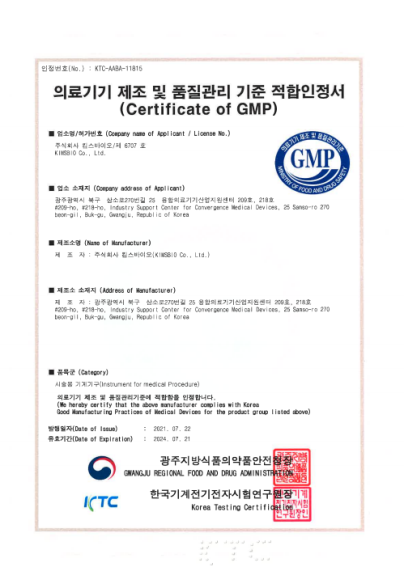 인정번호(No.) : KTC-AABA-11815
의료기기 제조 및 품질관리 기준 적합인정서
(Certificate of GMP)
■ 업소명/허가번호 (Company name of Applicant / License No.)
주식회사 킴스바이오/제 6707 호
KIMSBIO Co., Ltd.
의료기기 제조 및 품질관리기준
GMP
MINISTRY OF FOOD AND DRUG SAFETY
■ 업소 소재지 (Company address of Applicant)
광주광역시 북구 삼소로270번길 25 융합의료기기산업지원센터 209호, 218호
#209-ho, #218-ho, Industry Support Center for Convergence Medical Devices, 25 Samso-ro 270
beon-gil, Buk-gu, Gwangju, Republic of Korea
■ 제조소명 (Name of Manufacturer)
제 조 자 : 주식회사 킴스바이오(KIMSBIO Co., Ltd.)
■ 제조소 소재지 (Address of Manufacturer)
제 조 자 : 광주광역시 북구 삼소로270번길 25 융합의료기기산업지원센터 209호, 218호
#209-ho, #218-ho, Industry Support Center for Convergence Medical Devices, 25 Samso-ro 270
beon-gil, Buk-gu, Gwangju, Republic of Korea
■ 품목군 (Category)
시술용 기계기구(Instrument for medical Procedure)
의료기기 제조 및 품질관리기준에 적합함을 인정합니다.
(We hereby certify that the above manufacturer complies with Korea
Good Manufacturing Practices of Medical Devices for the product group listed above)
발행일자(Date of Issue) : 2021. 07. 22
유효기간(Date of Expiration) : 2024. 07. 21
광주지방식품의약품안전청장
GWANGJU REGIONAL FOOD AND DRUG ADMINISTRATION
KTC
한국기계전기전자시험연구원장
Korea Testing Certification
KTC